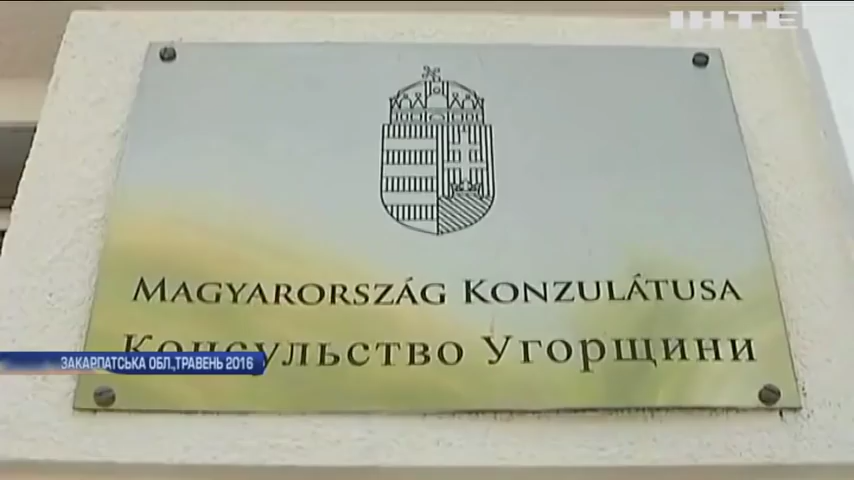 ІНТЕ
MAGYARORSZÁG KONZULÁTUSA
Консульство Угорщини
ЗАКАРПАТСЬКА ОБЛ.,ТРАВЕНЬ 2016